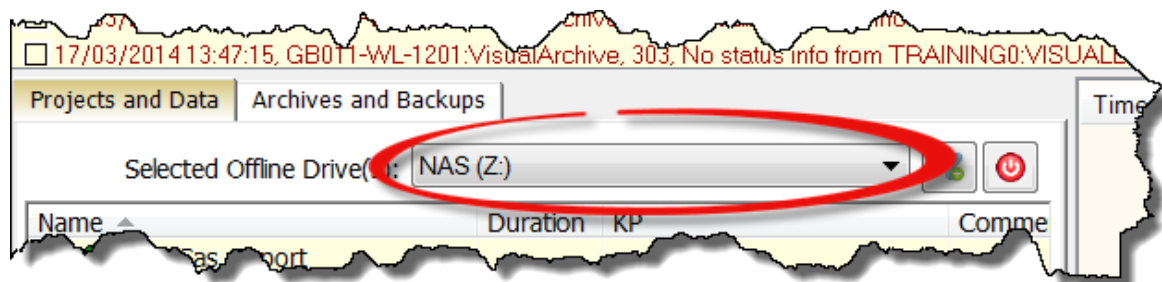 17/03/2014 13:47:15, GB011-WL-1201:VisualArchive, 303, No status info from TRAINING0:VISUAL
Projects and Data Archives and Backups
Time
Selected Offline Drive(s): NAS (Z:)
Name Duration KP Comme